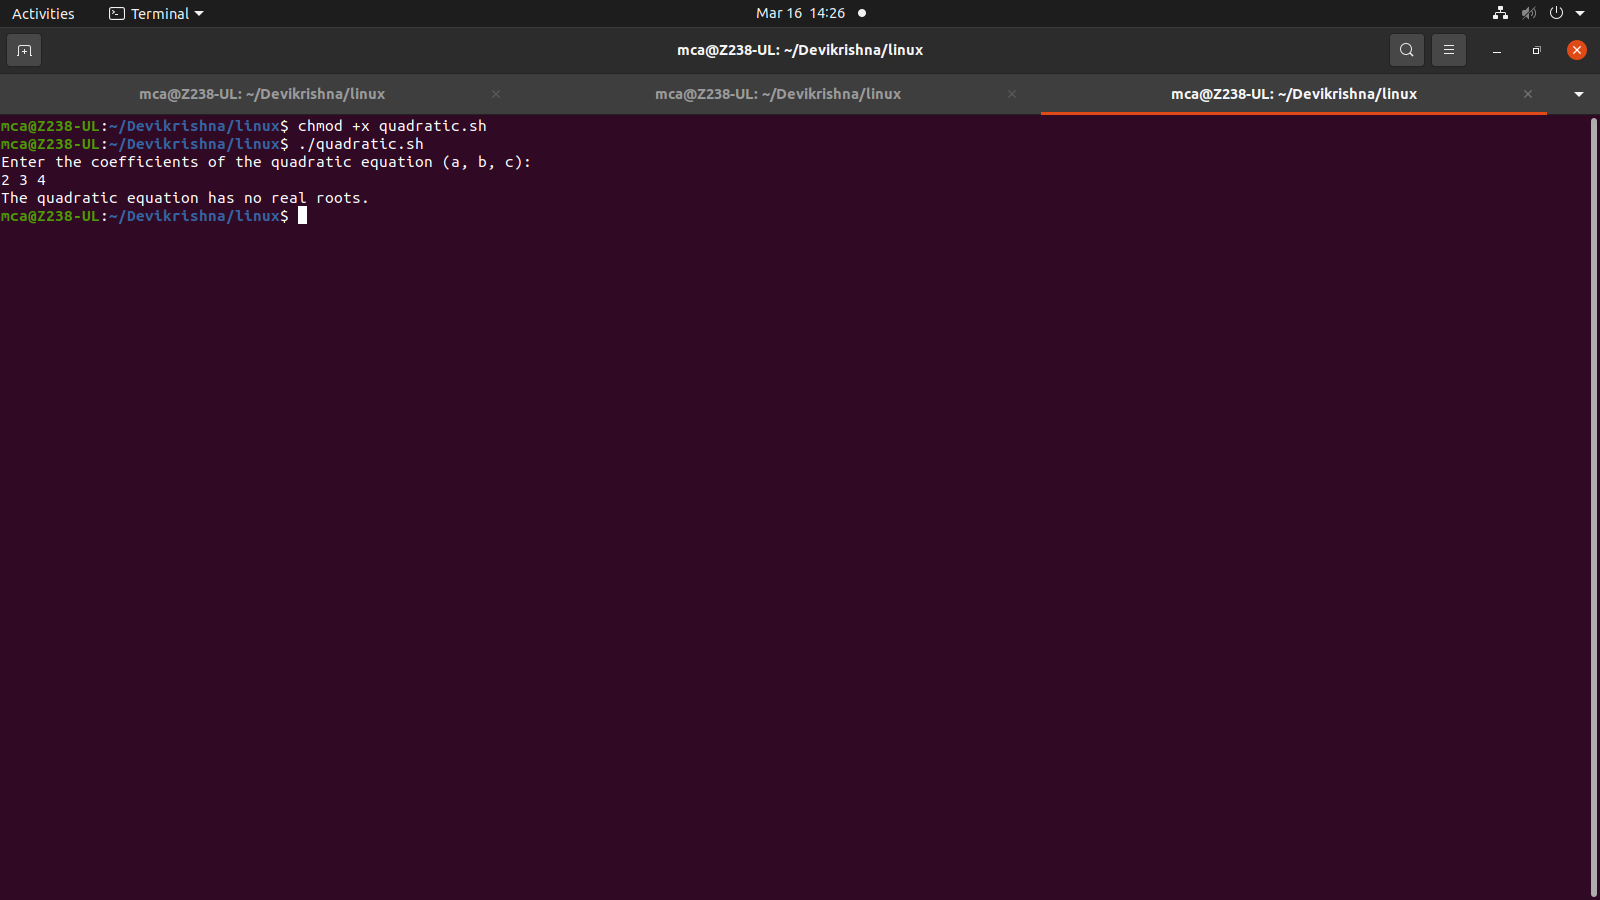 Activities Terminal Mar 16 14:26
mca@Z238-UL: ~/Devikrishna/linux
mca@Z238-UL: ~/Devikrishna/linux mca@Z238-UL: ~/Devikrishna/linux mca@Z238-UL: ~/Devikrishna/linux
mca@Z238-UL:~/Devikrishna/linux$ chmod +x quadratic.sh
mca@Z238-UL:~/Devikrishna/linux$ ./quadratic.sh
Enter the coefficients of the quadratic equation (a, b, c):
2 3 4
The quadratic equation has no real roots.
mca@Z238-UL:~/Devikrishna/linux$